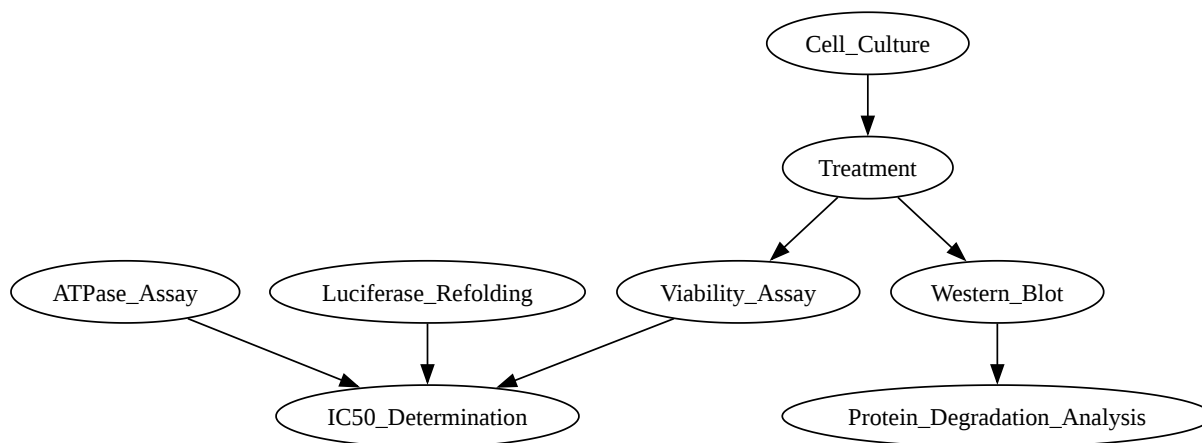 Cell_Culture
Treatment
ATPase_Assay
Luciferase_Refolding
Viability_Assay
Western_Blot
IC50_Determination
Protein_Degradation_Analysis